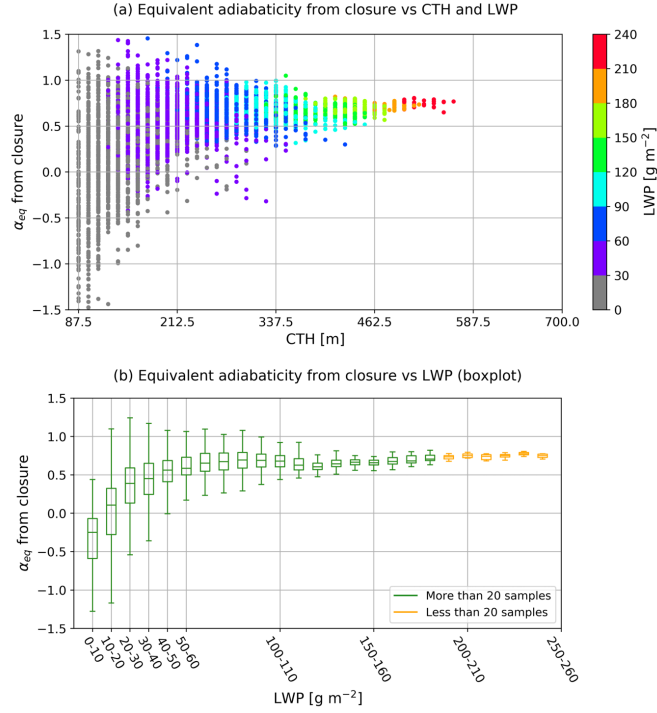 (a) Equivalent adiabaticity from closure vs CTH and LWP
1.5
1.0
0.5
0.0
−0.5
−1.0
−1.5
α_eq from closure
87.5 212.5 337.5 462.5 587.5 700.0
CTH [m]
240
210
180
150
120
90
60
30
0
LWP [g m⁻²]
(b) Equivalent adiabaticity from closure vs LWP (boxplot)
1.5
1.0
0.5
0.0
−0.5
−1.0
−1.5
α_eq from closure
More than 20 samples
Less than 20 samples
0-10 10-20 20-30 30-40 40-50 50-60 100-110 150-160 200-210 250-260
LWP [g m⁻²]